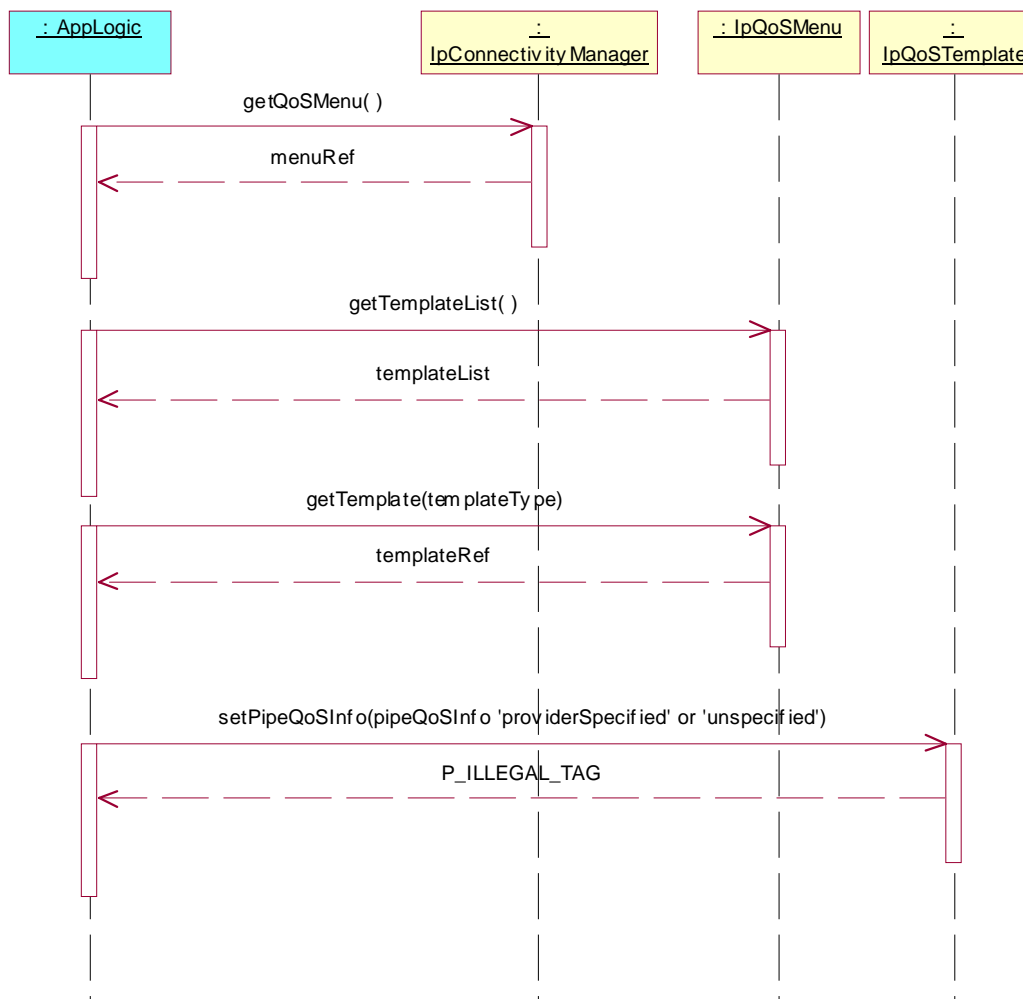 : AppLogic
:
IpConnectivityManager
: IpQoSMenu
:
IpQoSTemplate
getQoSMenu( )
menuRef
getTemplateList( )
templateList
getTemplate(templateType)
templateRef
setPipeQoSInfo(pipeQoSInfo 'providerSpecified' or 'unspecified')
P_ILLEGAL_TAG